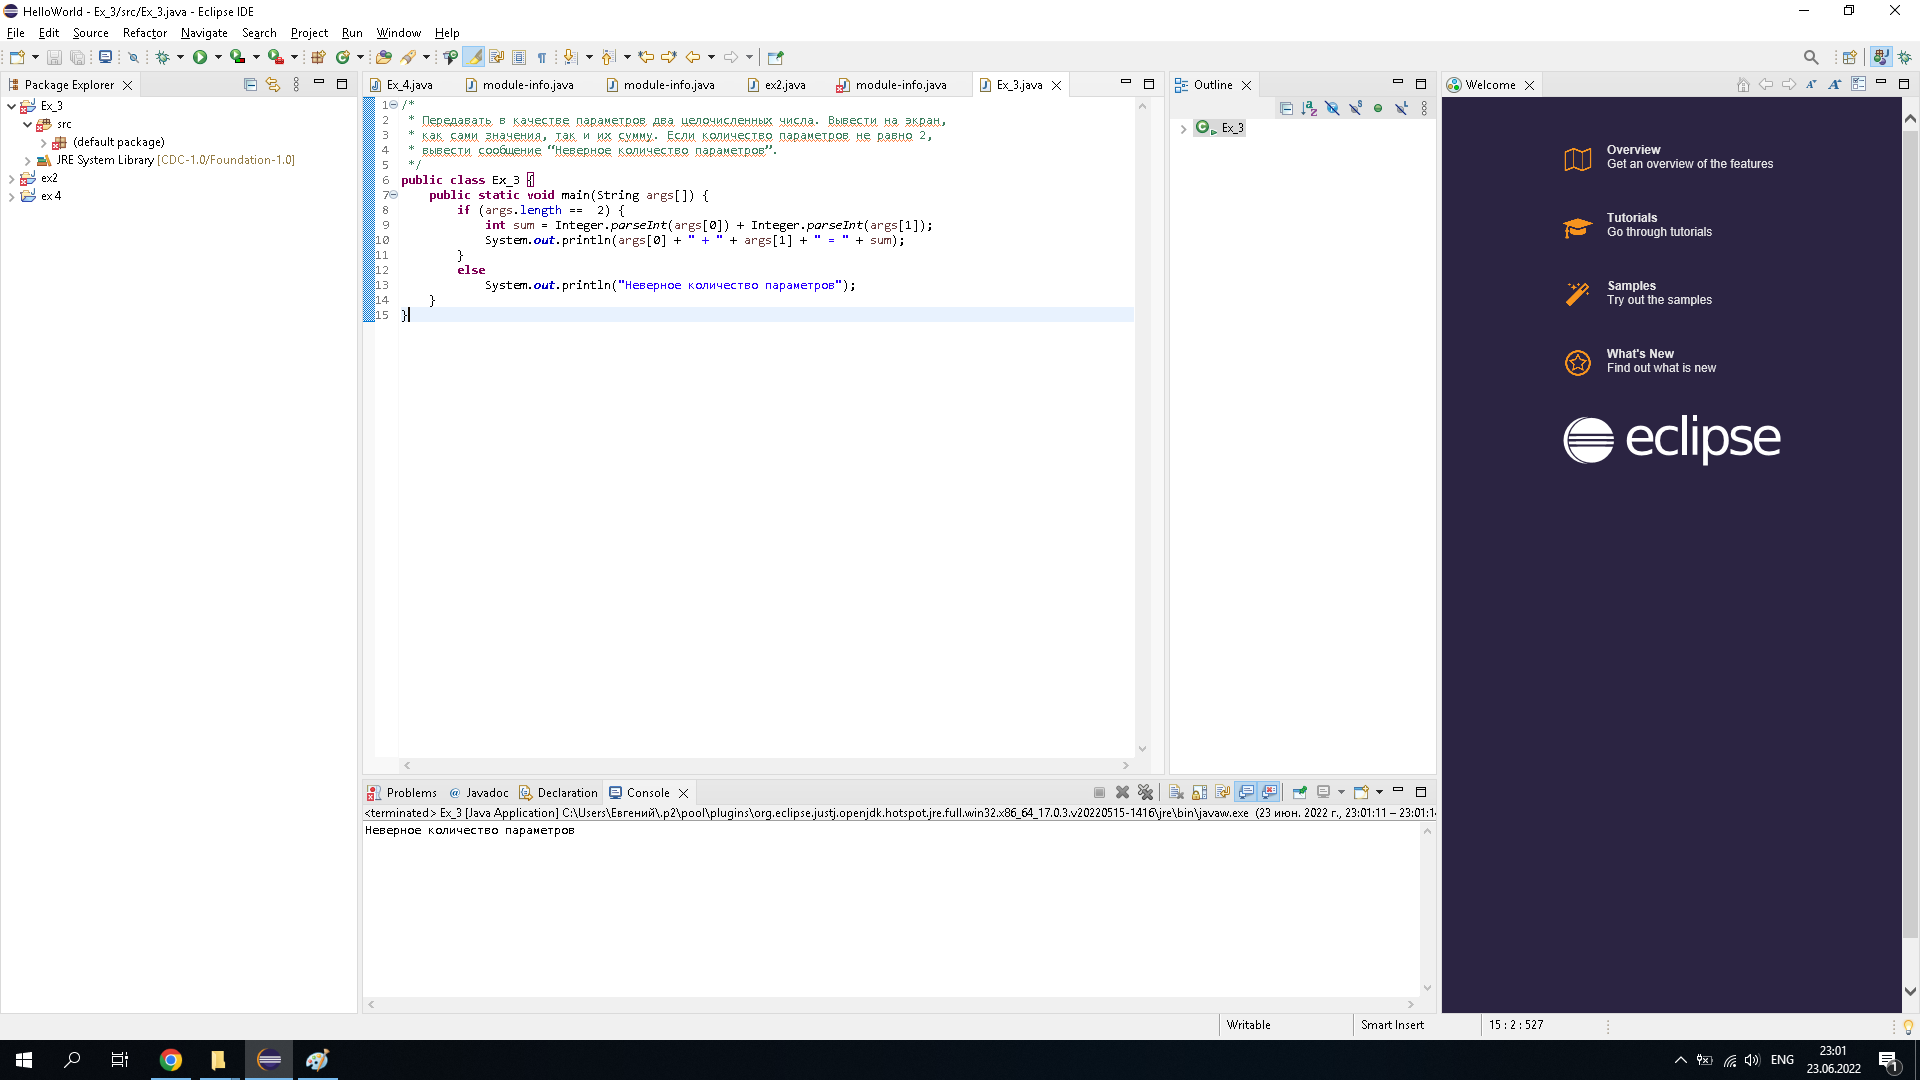 HelloWorld - Ex_3/src/Ex_3.java - Eclipse IDE
File Edit Source Refactor Navigate Search Project Run Window Help
Package Explorer
Ex_3
src
(default package)
JRE System Library [CDC-1.0/Foundation-1.0]
ex2
ex 4
Ex_4.java module-info.java module-info.java ex2.java module-info.java Ex_3.java
1 /*
2 * Передавать в качестве параметров два целочисленных числа. Вывести на экран,
3 * как сами значения, так и их сумму. Если количество параметров не равно 2,
4 * вывести сообщение “Неверное количество параметров”.
5 */
6 public class Ex_3 {
7 public static void main(String args[]) {
8 if (args.length ==  2) {
9 int sum = Integer.parseInt(args[0]) + Integer.parseInt(args[1]);
10 System.out.println(args[0] + " + " + args[1] + " = " + sum);
11 }
12 else
13 System.out.println("Неверное количество параметров");
14 }
15 }
Outline
Ex_3
Welcome
Overview
Get an overview of the features
Tutorials
Go through tutorials
Samples
Try out the samples
What's New
Find out what is new
eclipse
Problems Javadoc Declaration Console
<terminated> Ex_3 [Java Application] C:\Users\Евгений\.p2\pool\plugins\org.eclipse.justj.openjdk.hotspot.jre.full.win32.x86_64_17.0.3.v20220515-1416\jre\bin\javaw.exe (23 июн. 2022 г., 23:01:11 – 23:01:14
Неверное количество параметров
Writable Smart Insert 15 : 2 : 527
ENG
23:01
23.06.2022
1